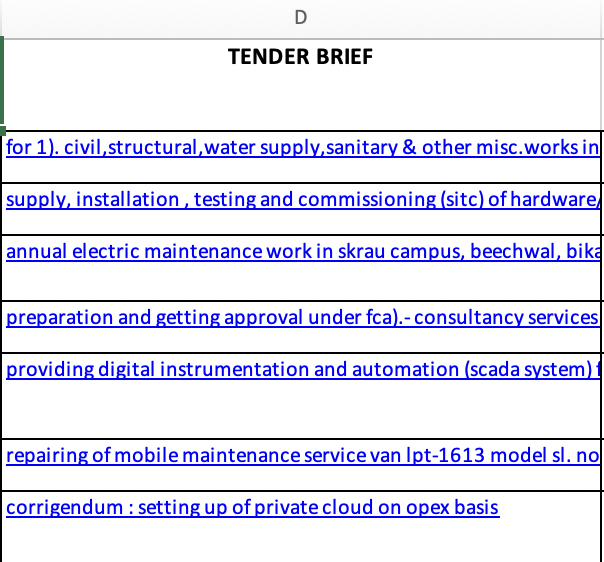 D
TENDER BRIEF
for 1). civil,structural,water supply,sanitary & other misc.works in
supply, installation , testing and commissioning (sitc) of hardware/
annual electric maintenance work in skrau campus, beechwal, bika
preparation and getting approval under fca).- consultancy services
providing digital instrumentation and automation (scada system) f
repairing of mobile maintenance service van lpt-1613 model sl. no
corrigendum : setting up of private cloud on opex basis